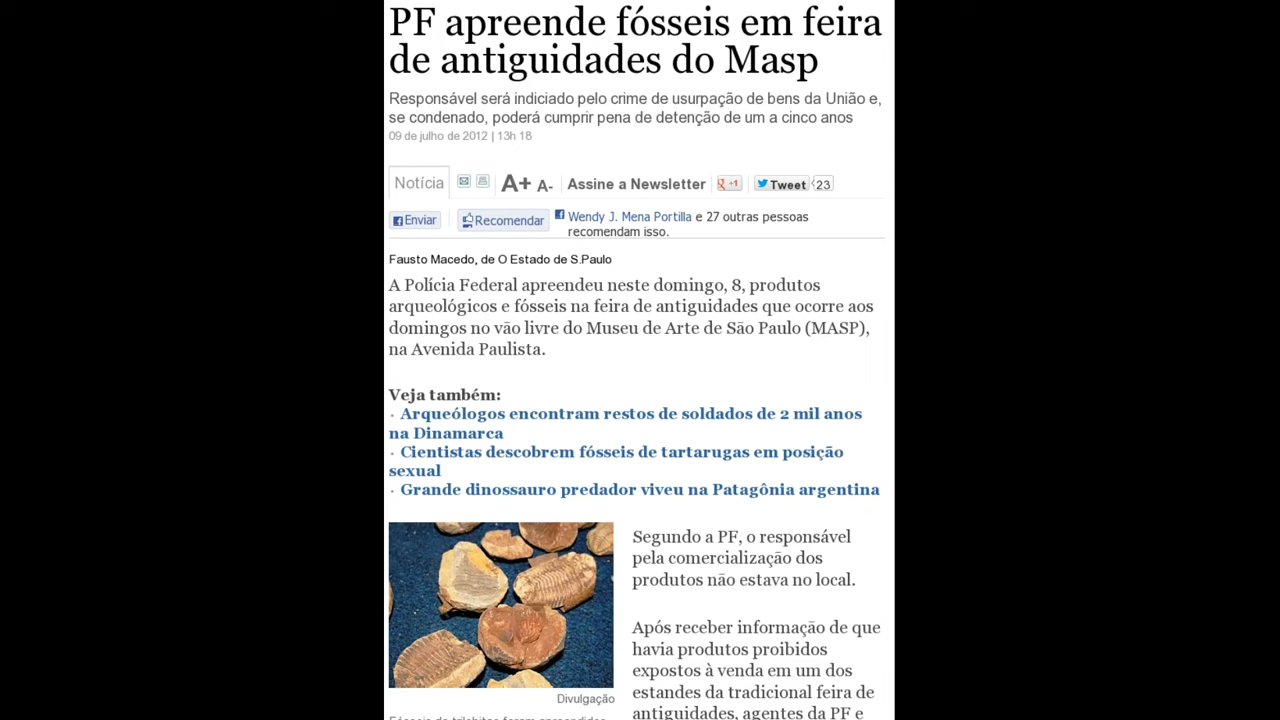 PF apreende fósseis em feira
de antiguidades do Masp
Responsável será indiciado pelo crime de usurpação de bens da União e,
se condenado, poderá cumprir pena de detenção de um a cinco anos
09 de julho de 2012 | 13h 18
Notícia A+ A- Assine a Newsletter +1 Tweet 23
Enviar Recomendar Wendy J. Mena Portilla e 27 outras pessoas
recomendam isso.
Fausto Macedo, de O Estado de S.Paulo
A Polícia Federal apreendeu neste domingo, 8, produtos
arqueológicos e fósseis na feira de antiguidades que ocorre aos
domingos no vão livre do Museu de Arte de São Paulo (MASP),
na Avenida Paulista.
Veja também:
· Arqueólogos encontram restos de soldados de 2 mil anos
na Dinamarca
· Cientistas descobrem fósseis de tartarugas em posição
sexual
· Grande dinossauro predador viveu na Patagônia argentina
Segundo a PF, o responsável
pela comercialização dos
produtos não estava no local.
Após receber informação de que
havia produtos proibidos
expostos à venda em um dos
estandes da tradicional feira de
antiguidades, agentes da PF e
Divulgação
Fósseis de trilobitas foram apreendidos